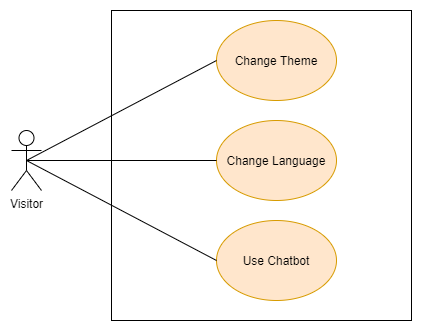 Change Theme
Change Language
Visitor
Use Chatbot